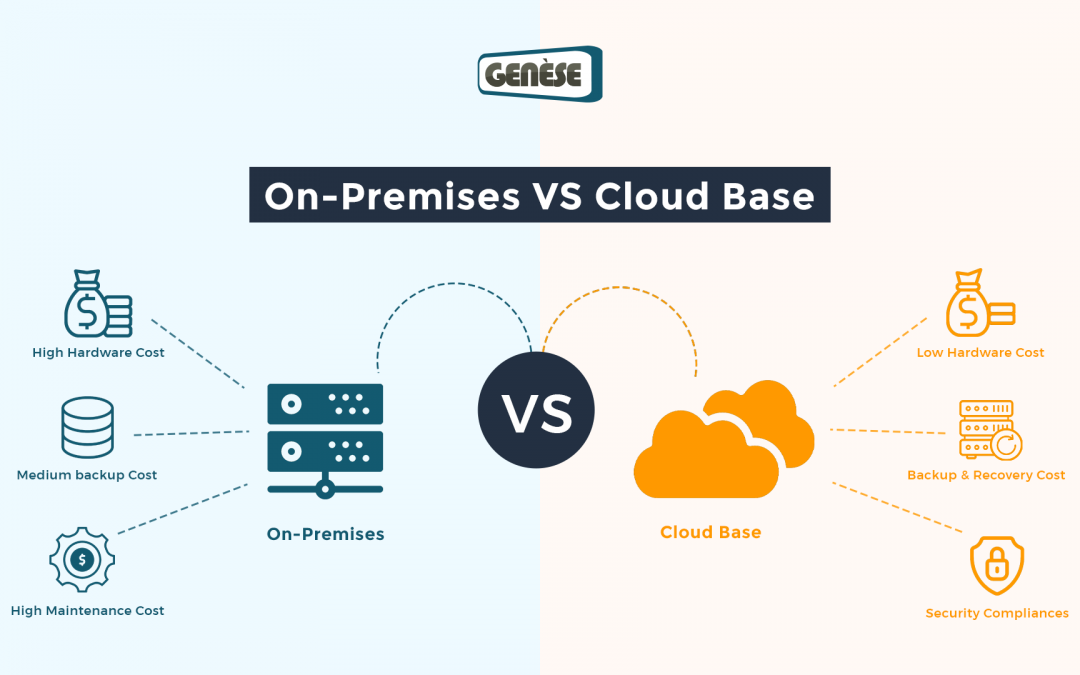 GENÈSE
On-Premises VS Cloud Base
High Hardware Cost
Medium backup Cost
High Maintenance Cost
On-Premises
VS
Cloud Base
Low Hardware Cost
Backup & Recovery Cost
Security Compliances